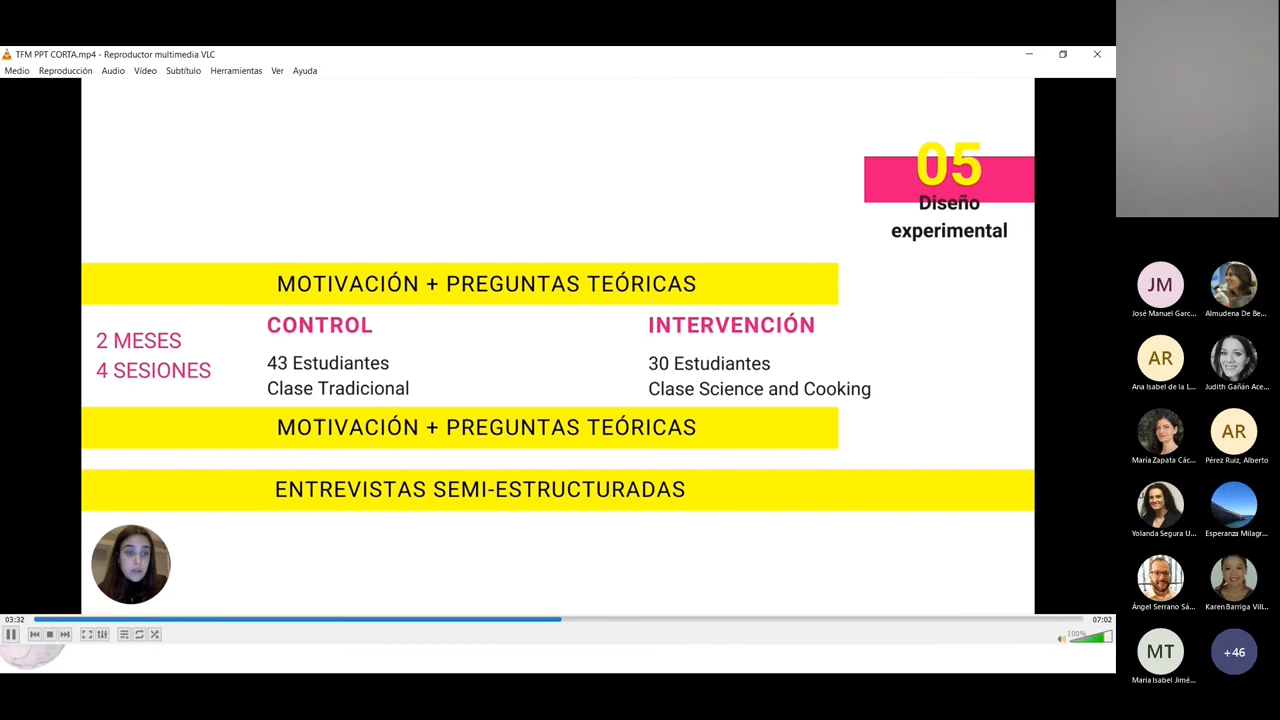 TFM PPT CORTA.mp4 - Reproductor multimedia VLC
Medio Reproducción Audio Vídeo Subtítulo Herramientas Ver Ayuda
05
Diseño
experimental
MOTIVACIÓN + PREGUNTAS TEÓRICAS
2 MESES
4 SESIONES
CONTROL
43 Estudiantes
Clase Tradicional
INTERVENCIÓN
30 Estudiantes
Clase Science and Cooking
MOTIVACIÓN + PREGUNTAS TEÓRICAS
ENTREVISTAS SEMI-ESTRUCTURADAS
03:32
07:02
100%
JM
José Manuel Garc...
Almudena De Be...
AR
Ana Isabel de la L...
Judith Gañán Ace...
María Zapata Các...
AR
Pérez Ruiz, Alberto
Yolanda Segura U...
Esperanza Milagr...
Ángel Serrano Sá...
Karen Barriga Vill...
MT
Maria Isabel Jimé...
+46